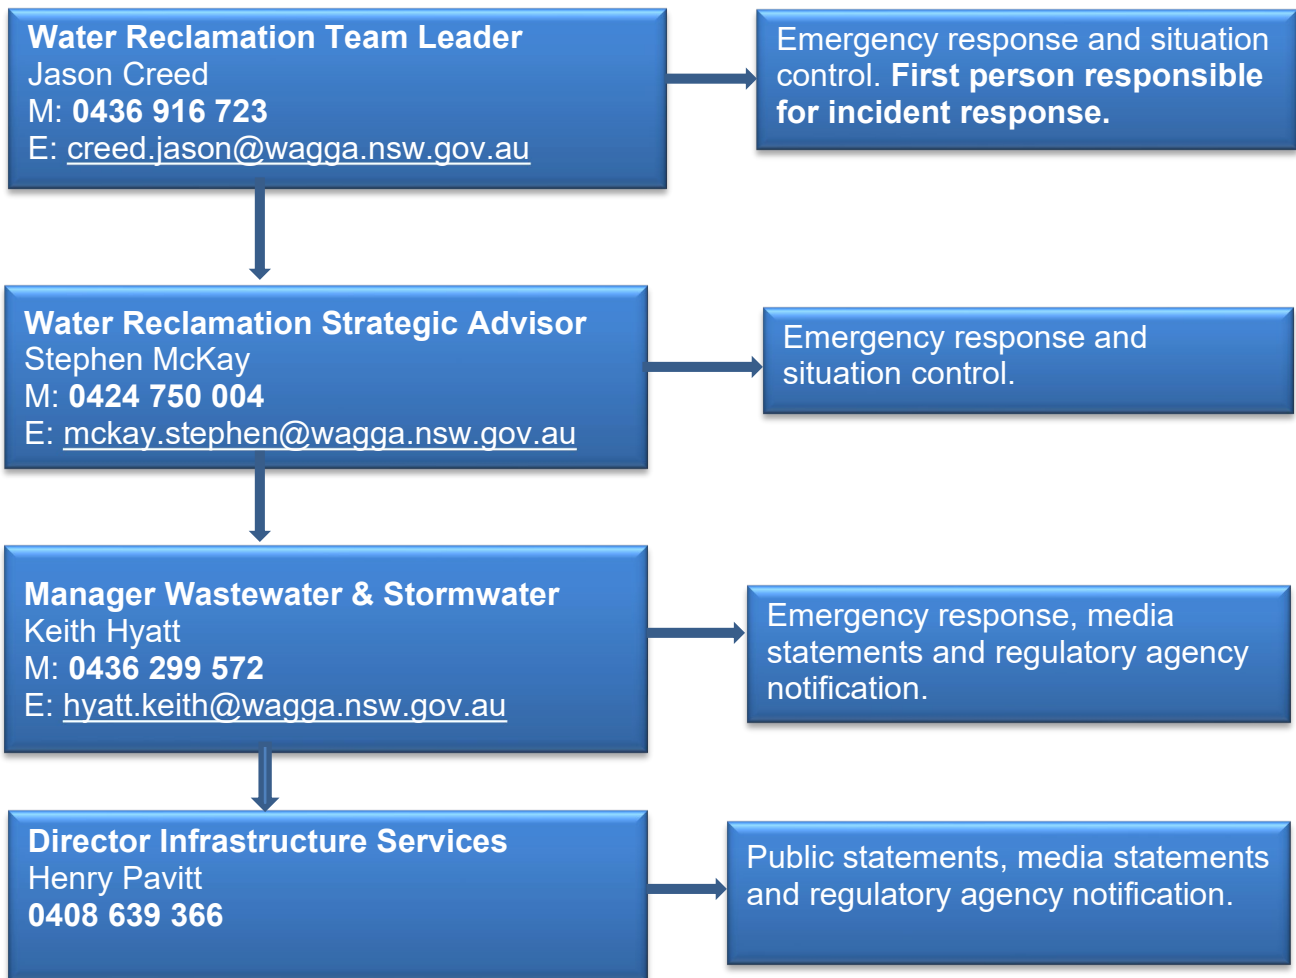 Water Reclamation Team Leader
Jason Creed
M: 0436 916 723
E: creed.jason@wagga.nsw.gov.au
Emergency response and situation
control. First person responsible
for incident response.
Water Reclamation Strategic Advisor
Stephen McKay
M: 0424 750 004
E: mckay.stephen@wagga.nsw.gov.au
Emergency response and
situation control.
Manager Wastewater & Stormwater
Keith Hyatt
M: 0436 299 572
E: hyatt.keith@wagga.nsw.gov.au
Emergency response, media
statements and regulatory agency
notification.
Director Infrastructure Services
Henry Pavitt
0408 639 366
Public statements, media statements
and regulatory agency notification.